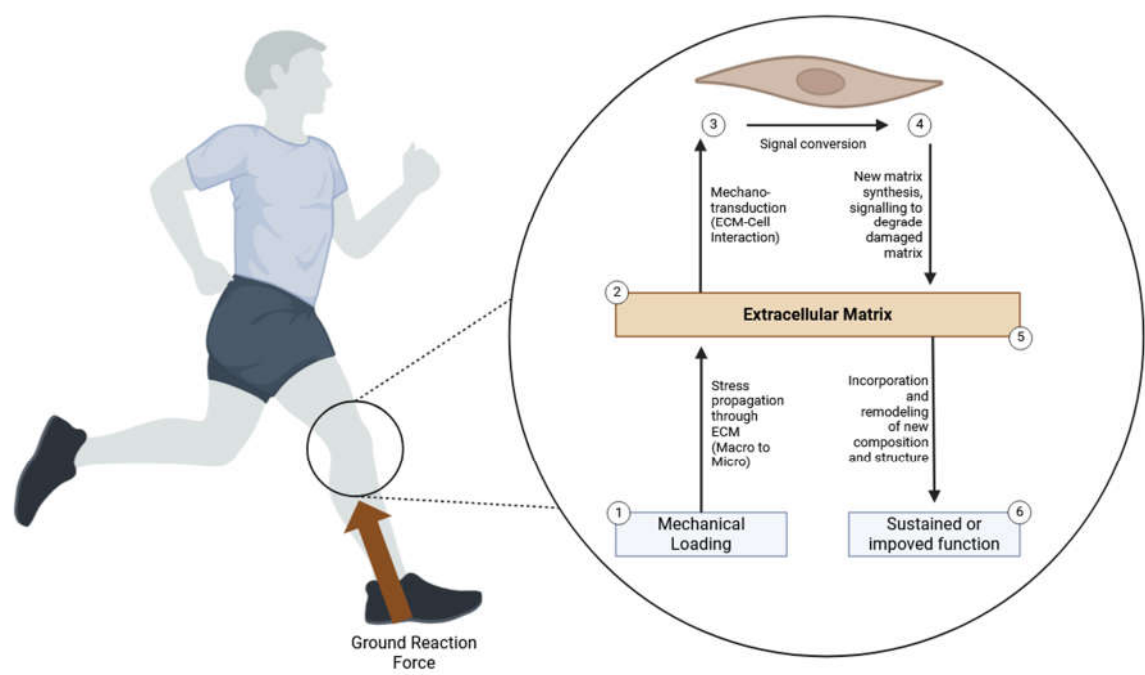 3
4
Signal conversion
Mechano-
transduction
(ECM-Cell
Interaction)
New matrix
synthesis,
signalling to
degrade
damaged
matrix
2
Extracellular Matrix
5
Stress
propagation
through
ECM
(Macro to
Micro)
Incorporation
and
remodeling
of new
composition
and structure
1
Mechanical
Loading
6
Sustained or
impoved function
Ground Reaction
Force